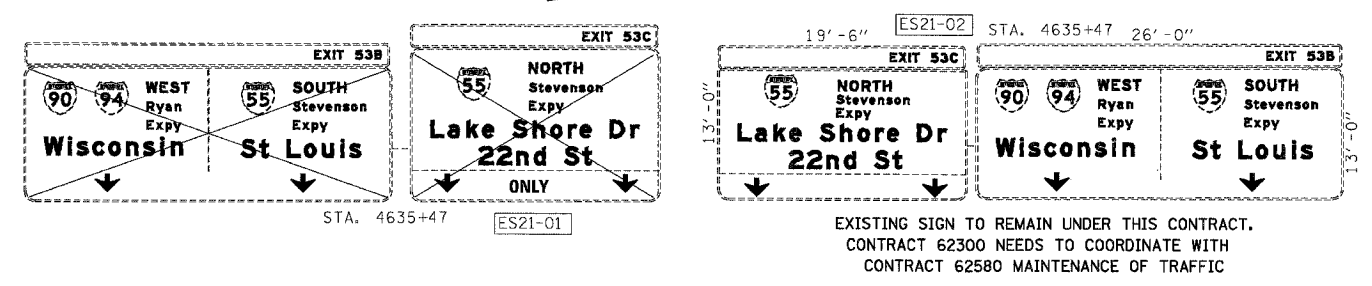 EXIT 53B
90 94 WEST
Ryan
Expy
Wisconsin
55 SOUTH
Stevenson
Expy
St Louis
EXIT 53C
55 NORTH
Stevenson
Expy
Lake Shore Dr
22nd St
ONLY
STA. 4635+47 ES21-01
19'-6" ES21-02 STA. 4635+47 26'-0"
13'-0"
EXIT 53C
55 NORTH
Stevenson
Expy
Lake Shore Dr
22nd St
EXIT 53B
90 94 WEST
Ryan
Expy
Wisconsin
55 SOUTH
Stevenson
Expy
St Louis
13'-0"
EXISTING SIGN TO REMAIN UNDER THIS CONTRACT.
CONTRACT 62300 NEEDS TO COORDINATE WITH
CONTRACT 62580 MAINTENANCE OF TRAFFIC